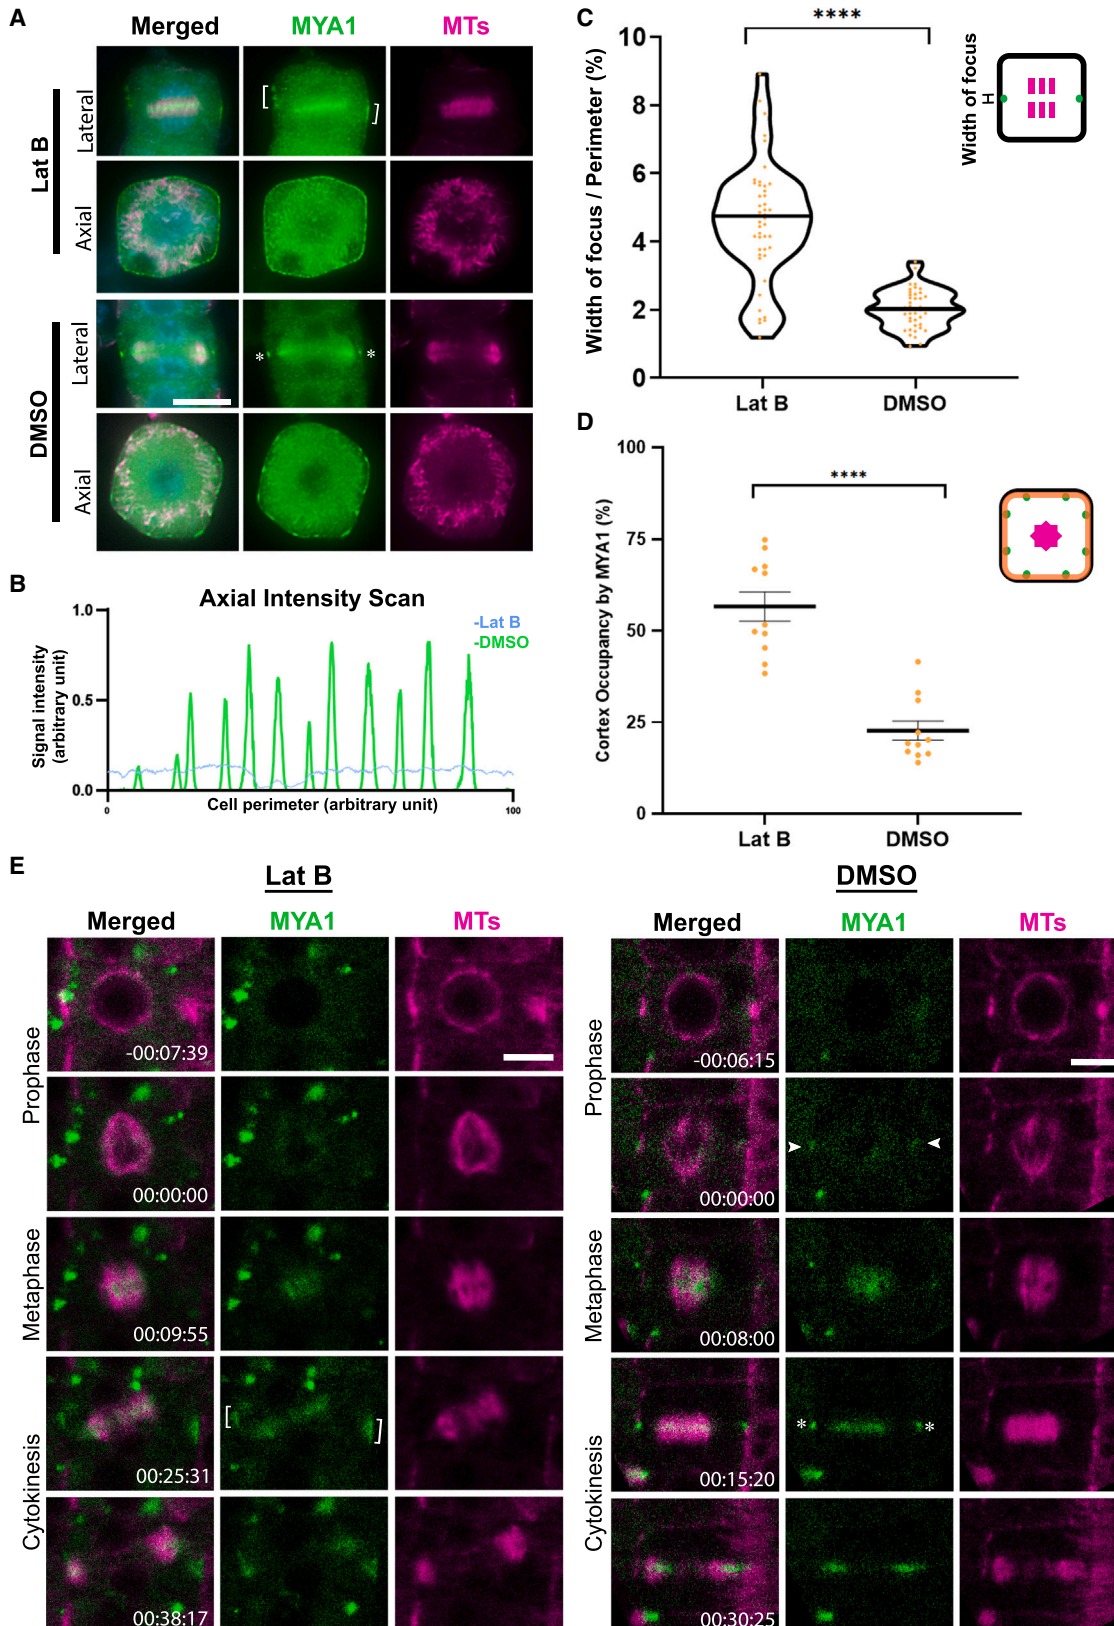 A
Merged MYA1 MTs
Lat B
Lateral
Axial
DMSO
Lateral
* *
Axial
B
Axial Intensity Scan
-Lat B
-DMSO
Signal intensity
(arbitrary unit)
1.0
0.5
0.0
0 100
Cell perimeter (arbitrary unit)
C
****
Width of focus / Perimeter (%)
10
8
6
4
2
0
Lat B DMSO
Width of focus
D
****
Cortex Occupancy by MYA1 (%)
100
75
50
25
0
Lat B DMSO
E
Lat B
Merged MYA1 MTs
Prophase
-00:07:39
00:00:00
Metaphase
00:09:55
Cytokinesis
[ ]
00:25:31
00:38:17
DMSO
Merged MYA1 MTs
Prophase
-00:06:15
00:00:00
Metaphase
00:08:00
Cytokinesis
* *
00:15:20
00:30:25